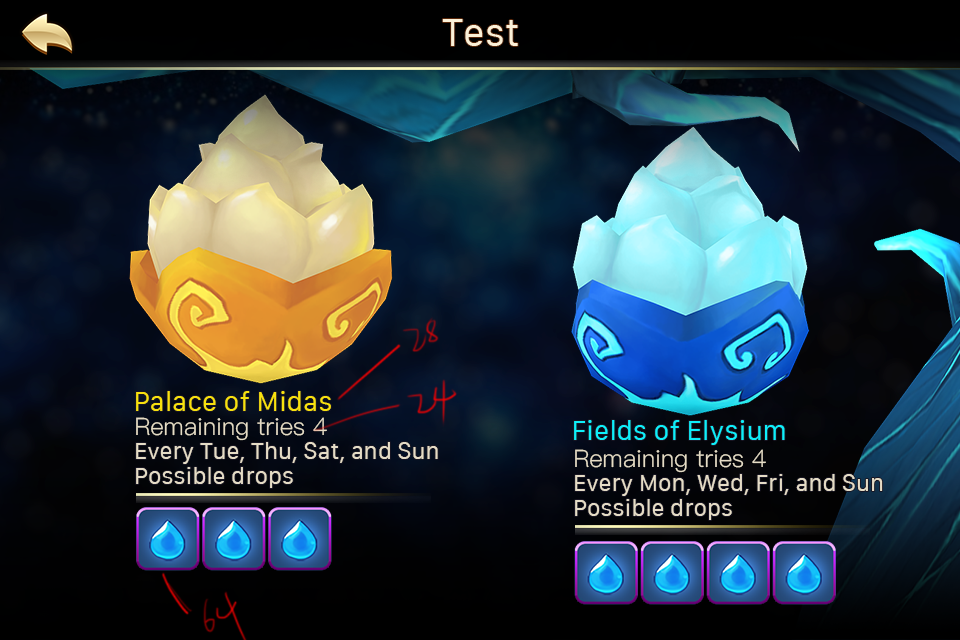 Test
28
Palace of Midas
24
Remaining tries 4
Every Tue, Thu, Sat, and Sun
Possible drops
64
Fields of Elysium
Remaining tries 4
Every Mon, Wed, Fri, and Sun
Possible drops